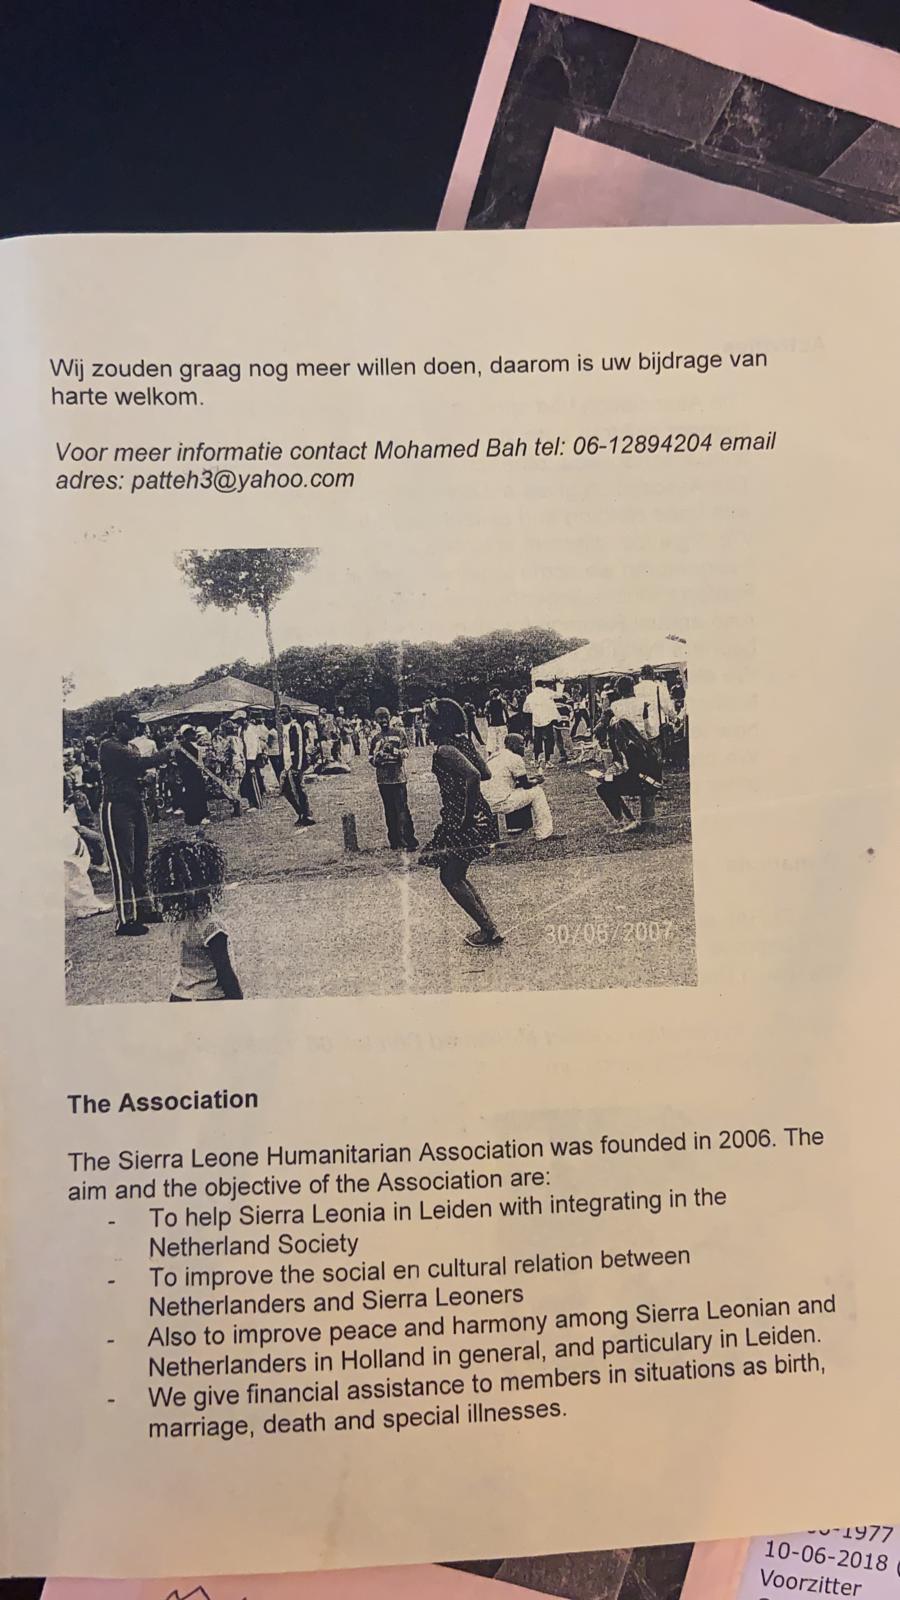 Wij zouden graag nog meer willen doen, daarom is uw bijdrage van
harte welkom.
Voor meer informatie contact Mohamed Bah tel: 06-12894204 email
adres: patteh3@yahoo.com
30/06/2007
The Association
The Sierra Leone Humanitarian Association was founded in 2006. The
aim and the objective of the Association are:
- To help Sierra Leonia in Leiden with integrating in the
Netherland Society
- To improve the social en cultural relation between
Netherlanders and Sierra Leoners
- Also to improve peace and harmony among Sierra Leonian and
Netherlanders in Holland in general, and particulary in Leiden.
- We give financial assistance to members in situations as birth,
marriage, death and special illnesses.
-1977
10-06-2018 (
Voorzitter